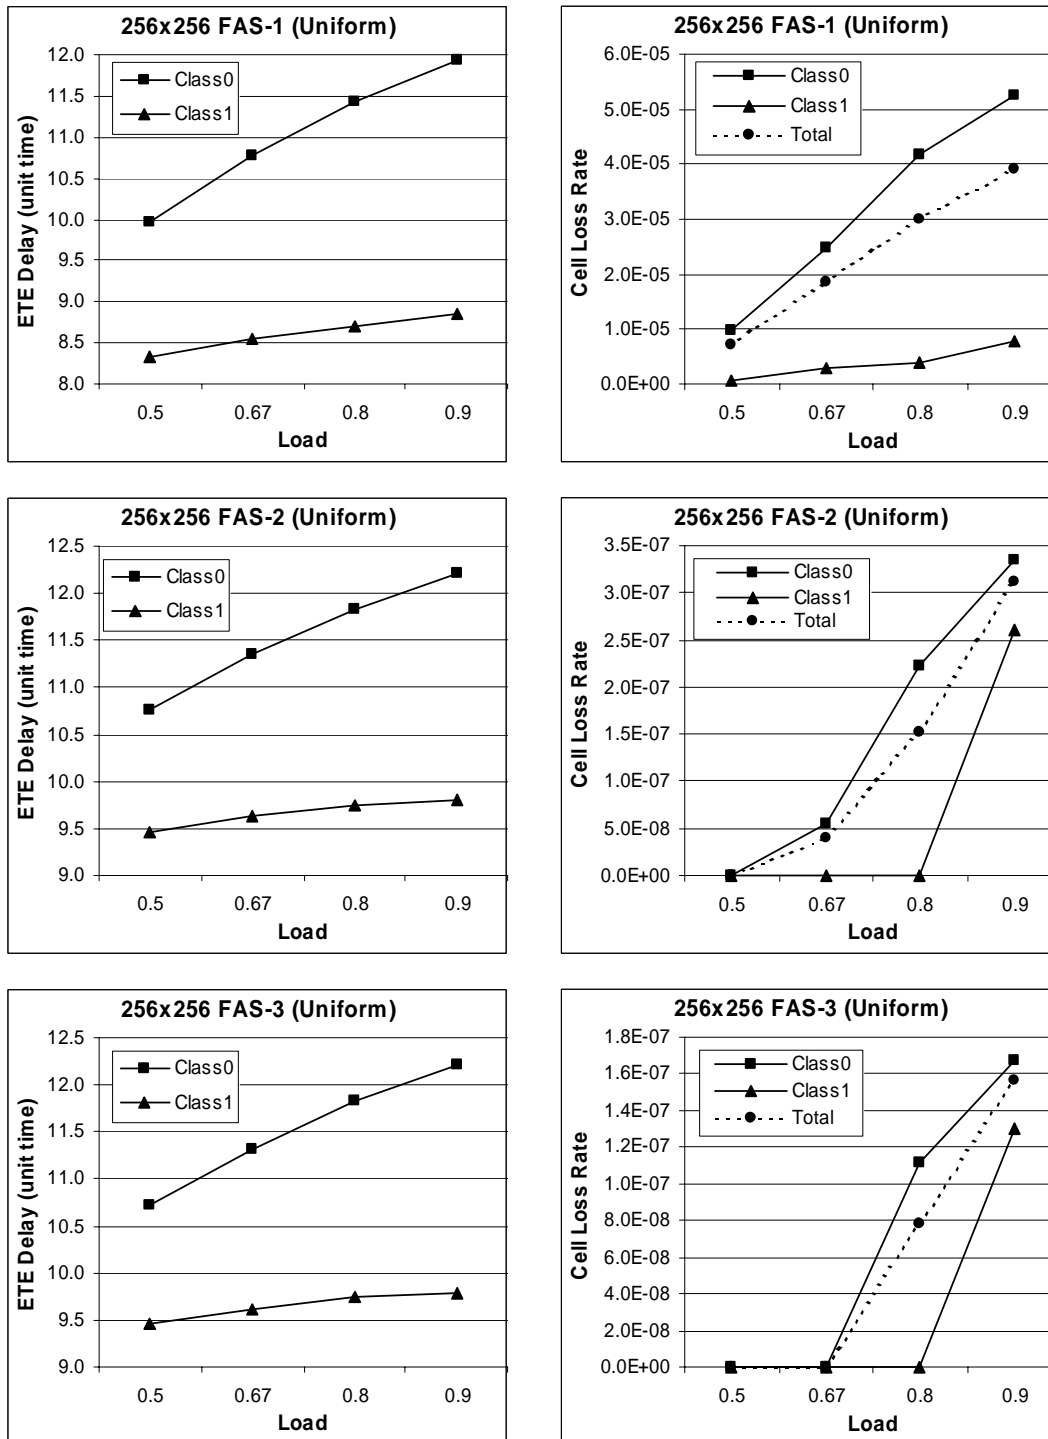 256x256 FAS-1 (Uniform)
ETE Delay (unit time)
12.0
11.5
11.0
10.5
10.0
9.5
9.0
8.5
8.0
Class0
Class1
0.5 0.67 0.8 0.9
Load
256x256 FAS-1 (Uniform)
Cell Loss Rate
6.0E-05
5.0E-05
4.0E-05
3.0E-05
2.0E-05
1.0E-05
0.0E+00
Class0
Class1
Total
0.5 0.67 0.8 0.9
Load
256x256 FAS-2 (Uniform)
ETE Delay (unit time)
12.5
12.0
11.5
11.0
10.5
10.0
9.5
9.0
Class0
Class1
0.5 0.67 0.8 0.9
Load
256x256 FAS-2 (Uniform)
Cell Loss Rate
3.5E-07
3.0E-07
2.5E-07
2.0E-07
1.5E-07
1.0E-07
5.0E-08
0.0E+00
Class0
Class1
Total
0.5 0.67 0.8 0.9
Load
256x256 FAS-3 (Uniform)
ETE Delay (unit time)
12.5
12.0
11.5
11.0
10.5
10.0
9.5
9.0
Class0
Class1
0.5 0.67 0.8 0.9
Load
256x256 FAS-3 (Uniform)
Cell Loss Rate
1.8E-07
1.6E-07
1.4E-07
1.2E-07
1.0E-07
8.0E-08
6.0E-08
4.0E-08
2.0E-08
0.0E+00
Class0
Class1
Total
0.5 0.67 0.8 0.9
Load